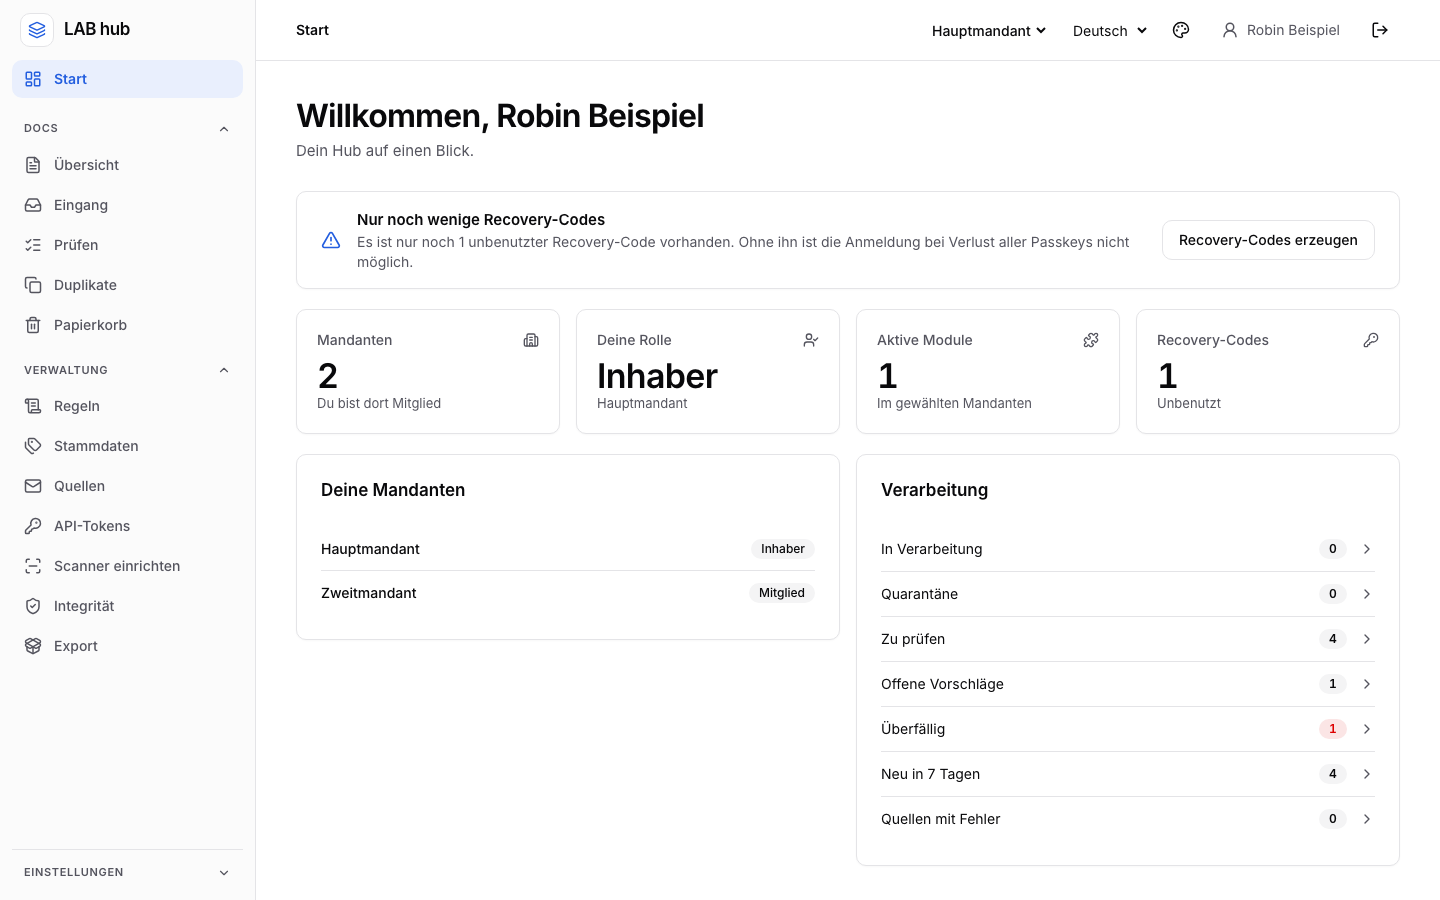 LAB hub
Start
DOCS
Übersicht
Eingang
Prüfen
Duplikate
Papierkorb
VERWALTUNG
Regeln
Stammdaten
Quellen
API-Tokens
Scanner einrichten
Integrität
Export
EINSTELLUNGEN
Start
Hauptmandant
Deutsch
Robin Beispiel
Willkommen, Robin Beispiel
Dein Hub auf einen Blick.
Nur noch wenige Recovery-Codes
Es ist nur noch 1 unbenutzter Recovery-Code vorhanden. Ohne ihn ist die Anmeldung bei Verlust aller Passkeys nicht
möglich.
Recovery-Codes erzeugen
Mandanten
2
Du bist dort Mitglied
Deine Rolle
Inhaber
Hauptmandant
Aktive Module
1
Im gewählten Mandanten
Recovery-Codes
1
Unbenutzt
Deine Mandanten
Hauptmandant Inhaber
Zweitmandant Mitglied
Verarbeitung
In Verarbeitung 0
Quarantäne 0
Zu prüfen 4
Offene Vorschläge 1
Überfällig 1
Neu in 7 Tagen 4
Quellen mit Fehler 0